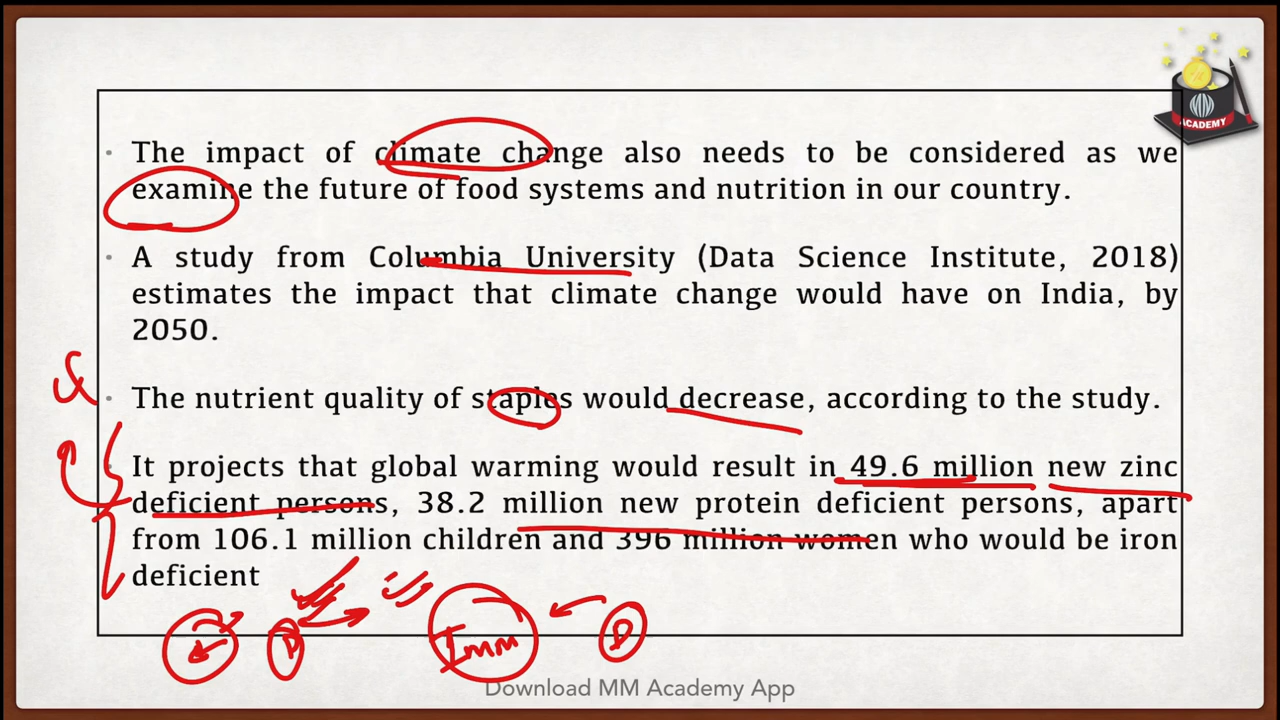 ACADEMY
• The impact of climate change also needs to be considered as we
examine the future of food systems and nutrition in our country.
• A study from Columbia University (Data Science Institute, 2018)
estimates the impact that climate change would have on India, by
2050.
• The nutrient quality of staples would decrease, according to the study.
• It projects that global warming would result in 49.6 million new zinc
deficient persons, 38.2 million new protein deficient persons, apart
from 106.1 million children and 396 million women who would be iron
deficient
Imm
Download MM Academy App